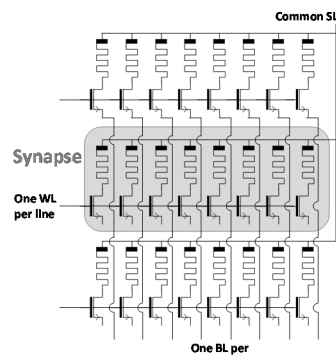 Common SL
Synapse
One WL
per line
One BL per